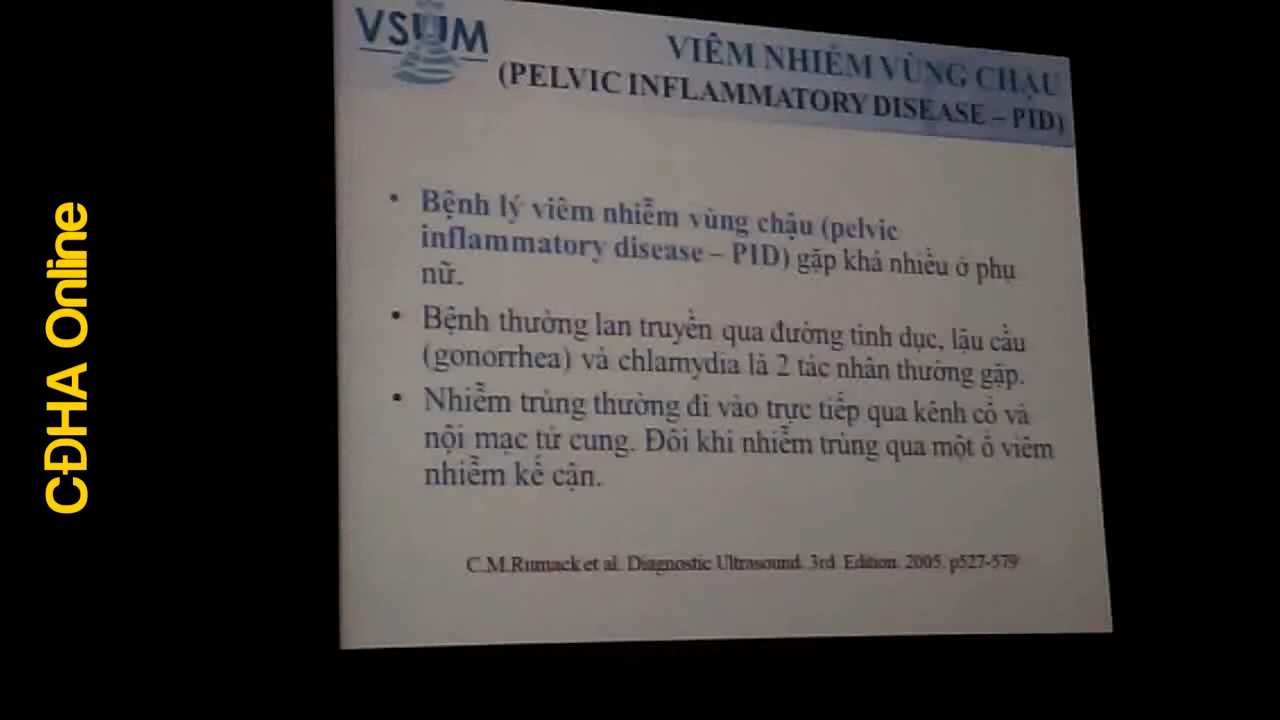 CĐHA Online
VSUM
VIÊM NHIỄM VÙNG CHẬU
(PELVIC INFLAMMATORY DISEASE – PID)
• Bệnh lý viêm nhiễm vùng chậu (pelvic
inflammatory disease – PID) gặp khá nhiều ở phụ
nữ.
• Bệnh thường lan truyền qua đường tình dục, lậu cầu
(gonorrhea) và chlamydia là 2 tác nhân thường gặp.
• Nhiễm trùng thường đi vào trực tiếp qua kênh cổ và
nội mạc tử cung. Đôi khi nhiễm trùng qua một ổ viêm
nhiễm kế cận.
C.M.Rumack et al. Diagnostic Ultrasound. 3rd Edition. 2005. p527-579